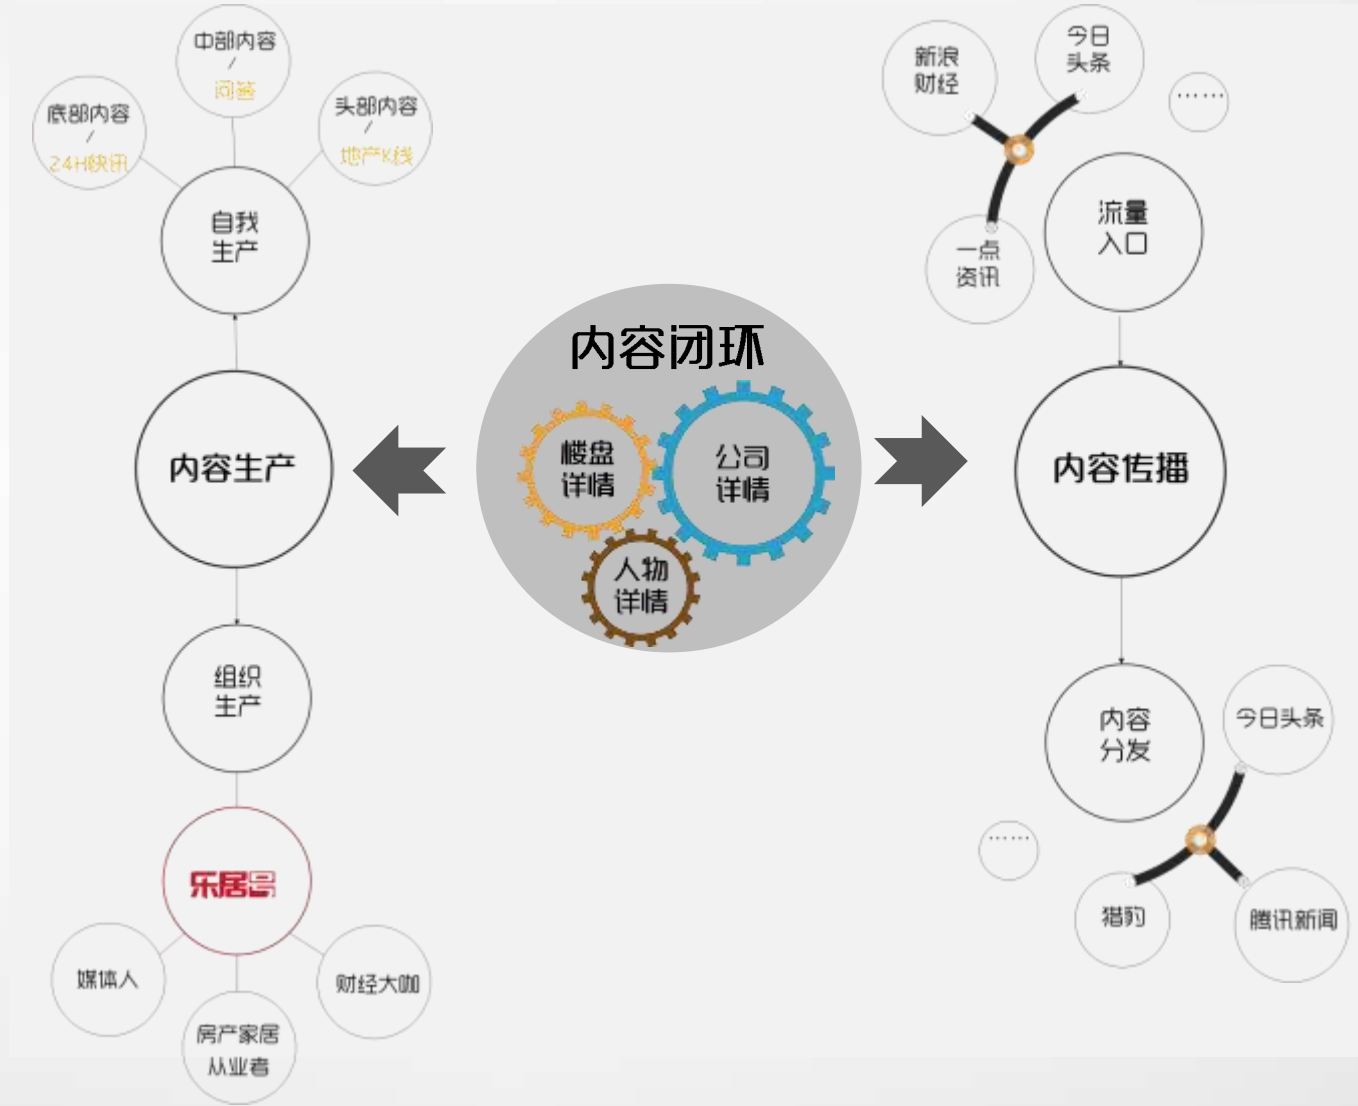 中部内容
/
问答
底部内容
/
24H快讯
头部内容
/
地产K线
自我
生产
内容生产
组织
生产
乐居号
媒体人
房产家居
从业者
财经大咖
内容闭环
楼盘
详情
公司
详情
人物
详情
新浪
财经
今日
头条
……
一点
资讯
流量
入口
内容传播
内容
分发
今日头条
……
猎豹
腾讯新闻